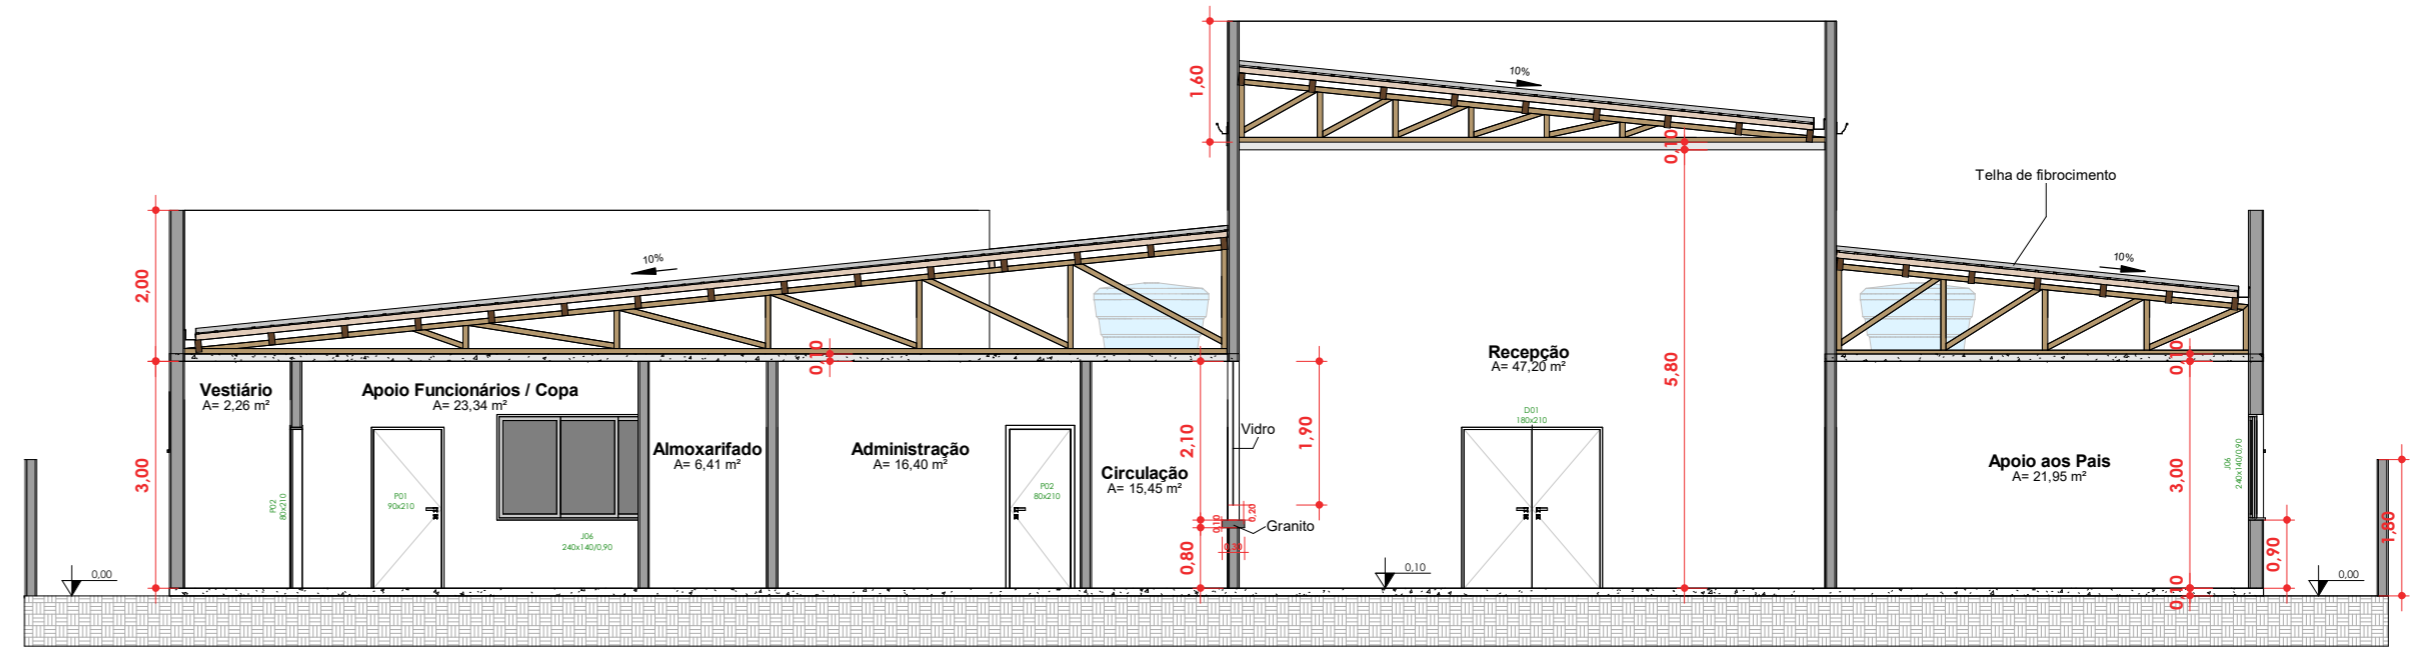 10%
1,60
0,10
Telha de fibrocimento
10%
10%
2,00
0,10
0,10
Recepção
A= 47,20 m²
5,80
Vestiário
A= 2,26 m²
Apoio Funcionários / Copa
A= 23,34 m²
D01
180x210
Vidro
1,90
2,10
Almoxarifado
A= 6,41 m²
Administração
A= 16,40 m²
Circulação
A= 15,45 m²
Apoio aos Pais
A= 21,95 m²
J06
240x140/0,90
3,00
3,00
P02
80x210
P01
90x210
P02
80x210
0,20
0,10
Granito
J06
240x140/0,90
0,30
0,80
0,90
1,80
0,00
0,10
0,00
0,10